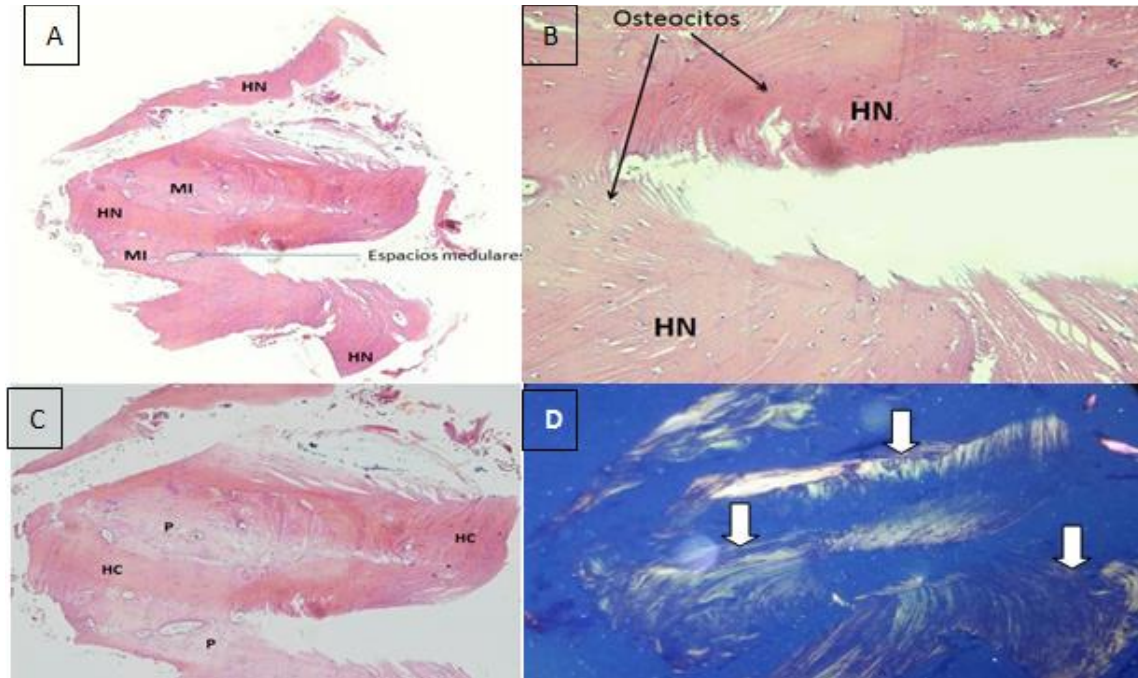 A
HN
MI
HN
MI
Espacios medulares
HN
B
Osteocitos
HN
HN
C
P
HC
HC
P
D